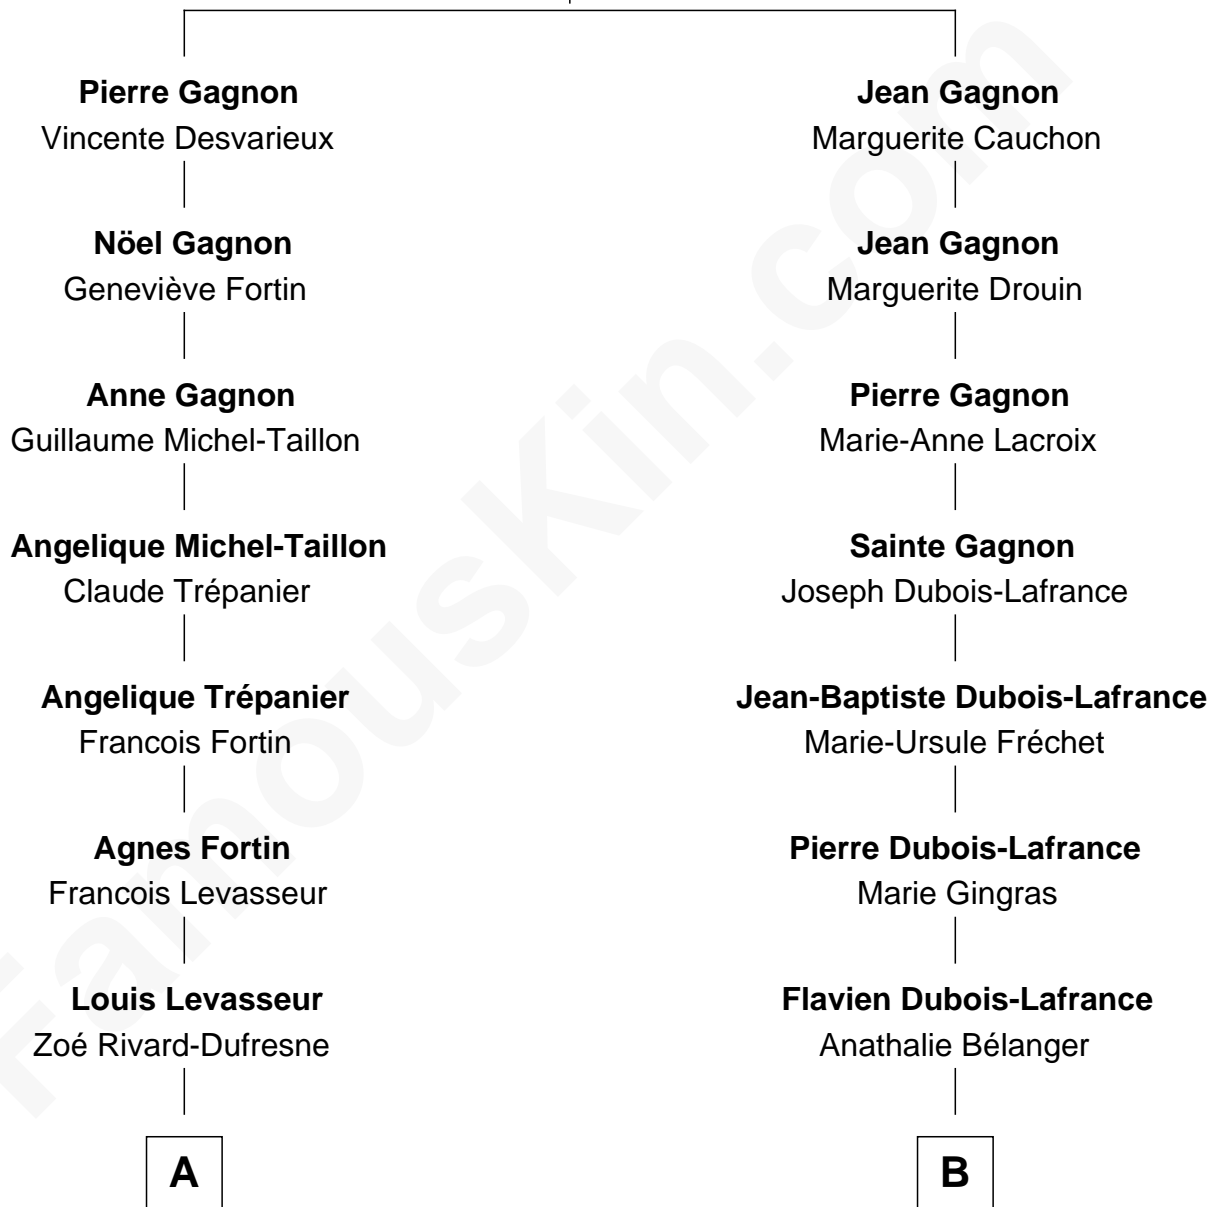 Pierre Gagnon
Vincente Desvarieux
Nöel Gagnon
Geneviève Fortin
Anne Gagnon
Guillaume Michel-Taillon
Angelique Michel-Taillon
Claude Trépanier
Angelique Trépanier
Francois Fortin
Agnes Fortin
Francois Levasseur
Louis Levasseur
Zoé Rivard-Dufresne
A
Jean Gagnon
Marguerite Cauchon
Jean Gagnon
Marguerite Drouin
Pierre Gagnon
Marie-Anne Lacroix
Sainte Gagnon
Joseph Dubois-Lafrance
Jean-Baptiste Dubois-Lafrance
Marie-Ursule Fréchet
Pierre Dubois-Lafrance
Marie Gingras
Flavien Dubois-Lafrance
Anathalie Bélanger
B
FamousKin.com